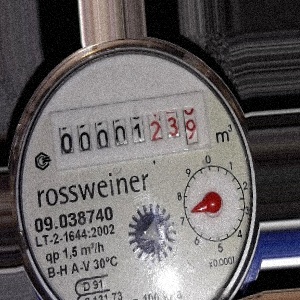 00001239 m³
rossweiner
09.038740
LT-2-1644:2002
qp 1,5 m³/h
B-H A-V 30°C
D 91
0 1 2 3 4 5 6 7 8 9
x0,0001